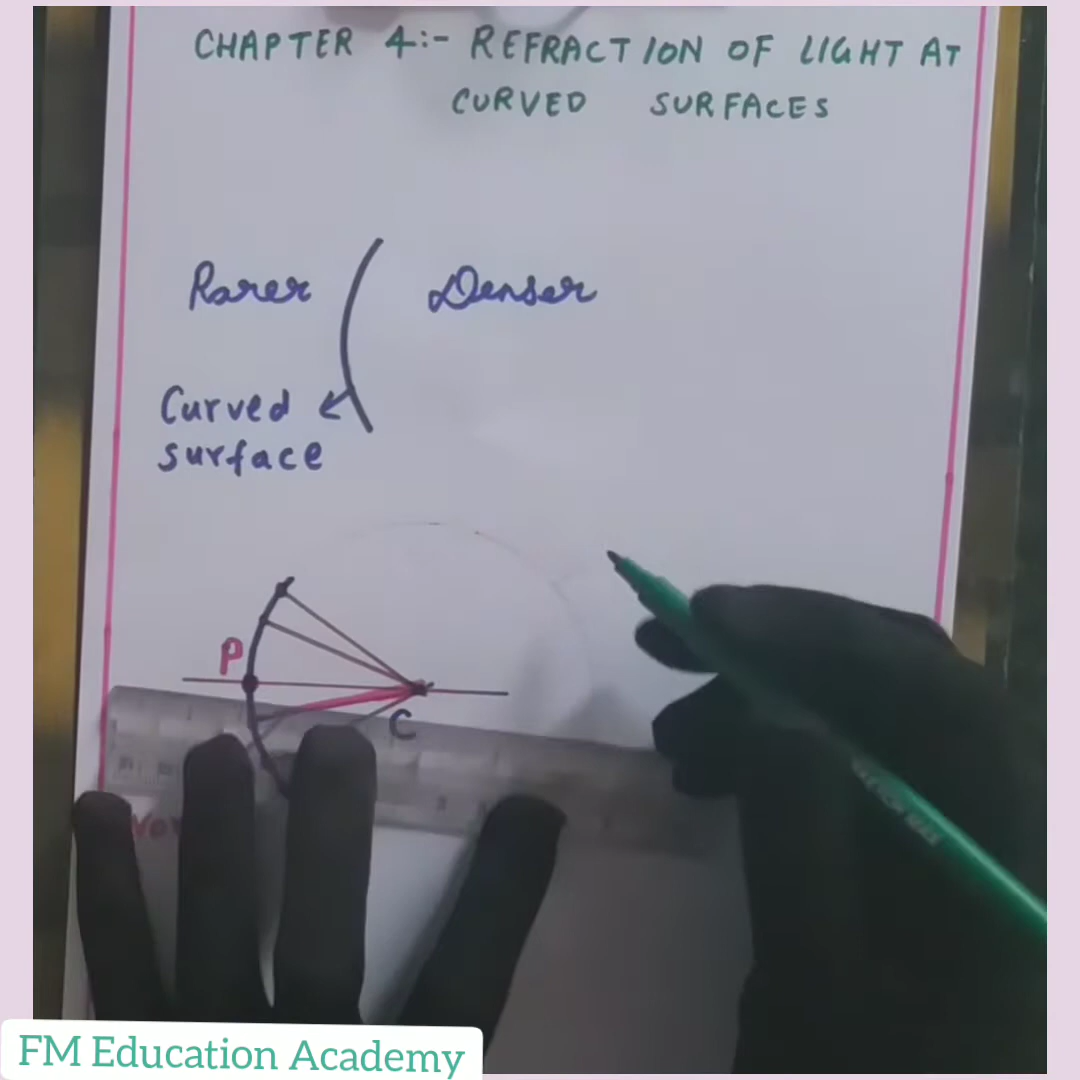 CHAPTER 4:- REFRACTION OF LIGHT AT
CURVED SURFACES
Rarer Denser
Curved
surface
P
C
FM Education Academy